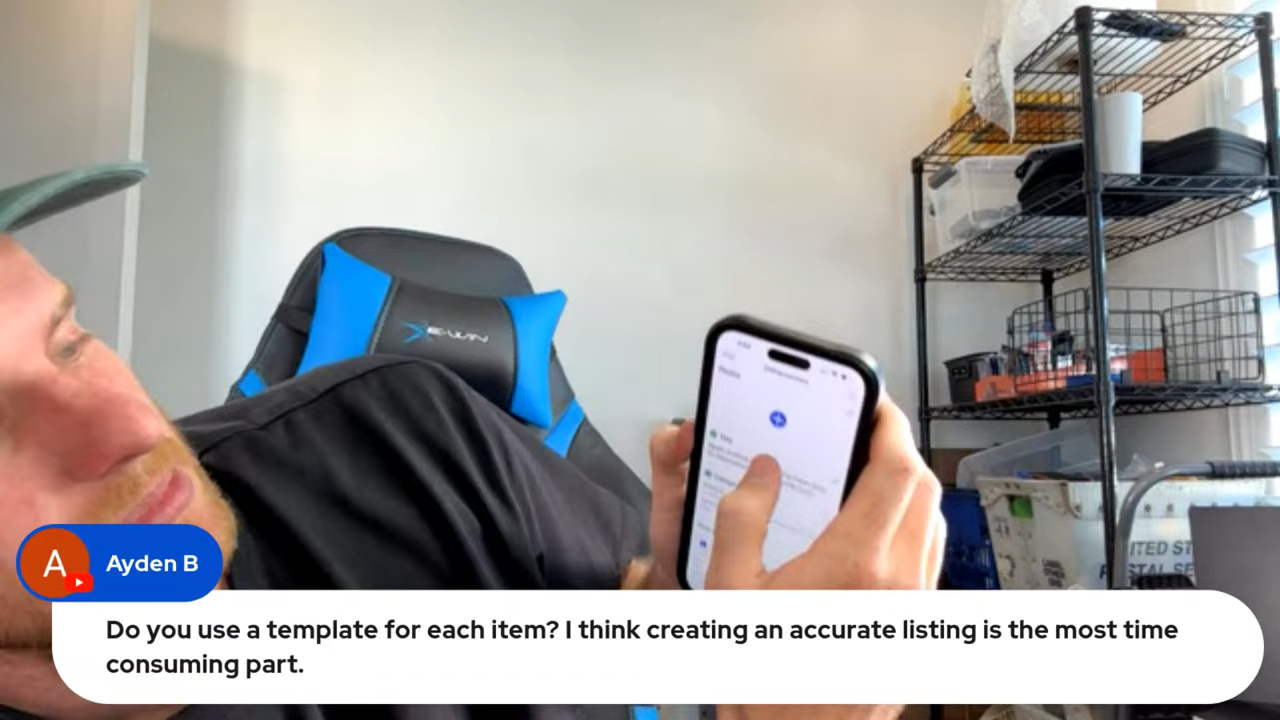 E-WIN
ITED ST
POSTAL SE
A
Ayden B
Do you use a template for each item? I think creating an accurate listing is the most time
consuming part.